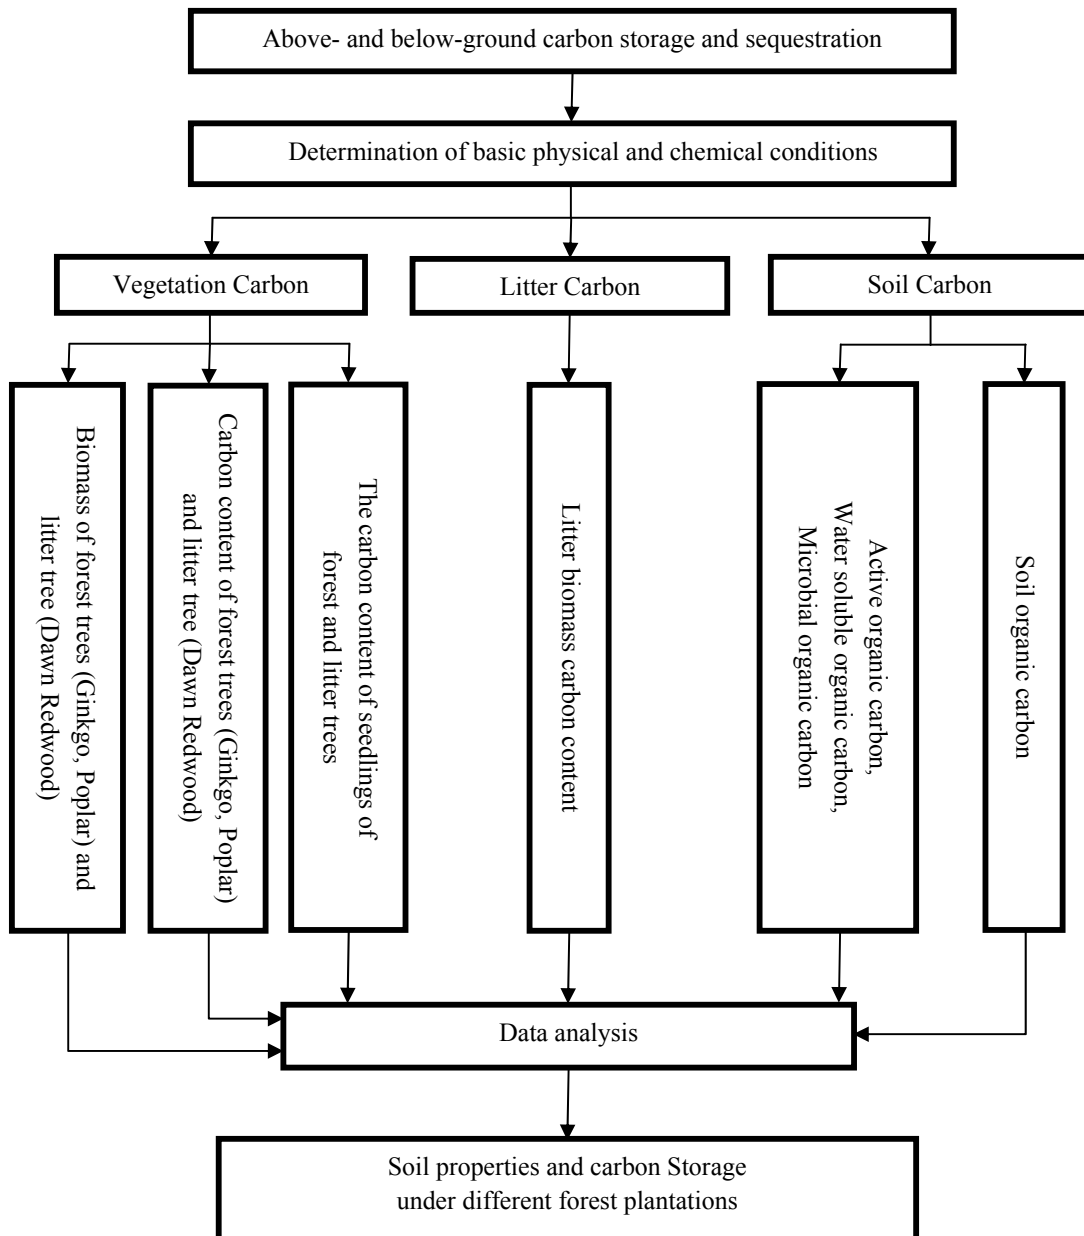 Above- and below-ground carbon storage and sequestration
Determination of basic physical and chemical conditions
Vegetation Carbon
Litter Carbon
Soil Carbon
Biomass of forest trees (Ginkgo, Poplar) and
litter tree (Dawn Redwood)
Carbon content of forest trees (Ginkgo, Poplar)
and litter tree (Dawn Redwood)
The carbon content of seedlings of
forest and litter trees
Litter biomass carbon content
Active organic carbon,
Water soluble organic carbon,
Microbial organic carbon
Soil organic carbon
Data analysis
Soil properties and carbon Storage
under different forest plantations